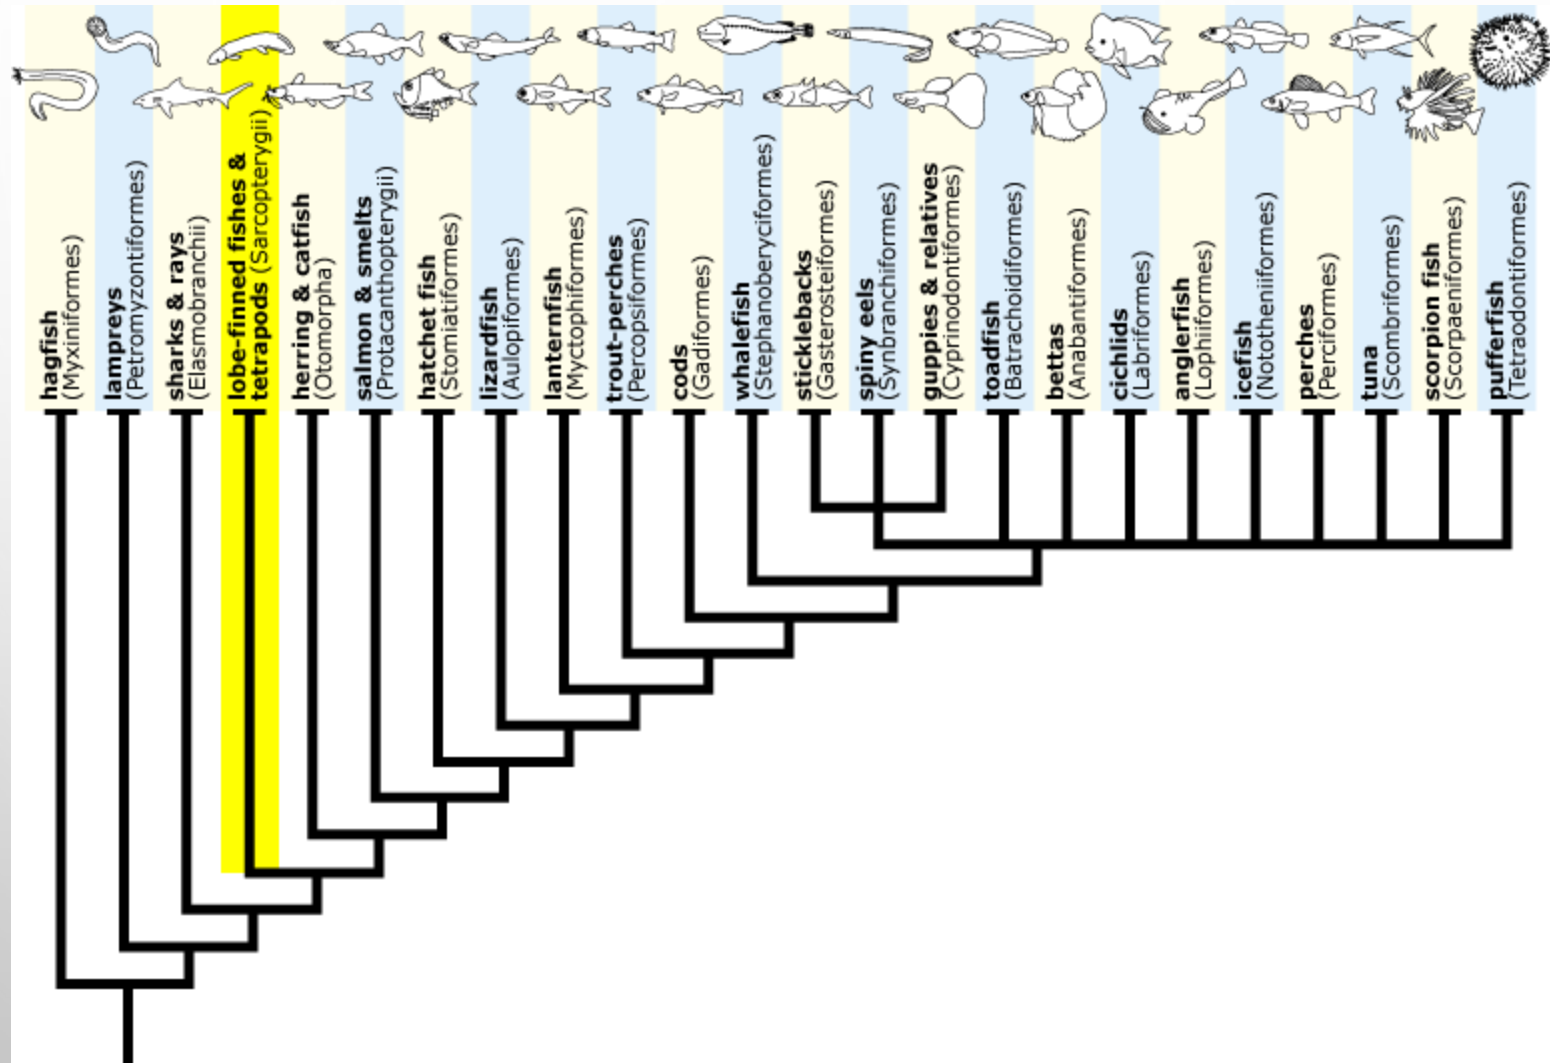 hagfish
(Myxiniformes)
lampreys
(Petromyzontiformes)
sharks & rays
(Elasmobranchii)
lobe-finned fishes &
tetrapods (Sarcopterygii)
herring & catfish
(Otomorpha)
salmon & smelts
(Protacanthopterygii)
hatchet fish
(Stomiatiformes)
lizardfish
(Aulopiformes)
lanternfish
(Myctophiformes)
trout-perches
(Percopsiformes)
cods
(Gadiformes)
whalefish
(Stephanoberyciformes)
sticklebacks
(Gasterosteiformes)
spiny eels
(Synbranchiformes)
guppies & relatives
(Cyprinodontiformes)
toadfish
(Batrachoidiformes)
bettas
(Anabantiformes)
cichlids
(Labriformes)
anglerfish
(Lophiiformes)
icefish
(Nototheniiformes)
perches
(Perciformes)
tuna
(Scombriformes)
scorpion fish
(Scorpaeniformes)
pufferfish
(Tetraodontiformes)